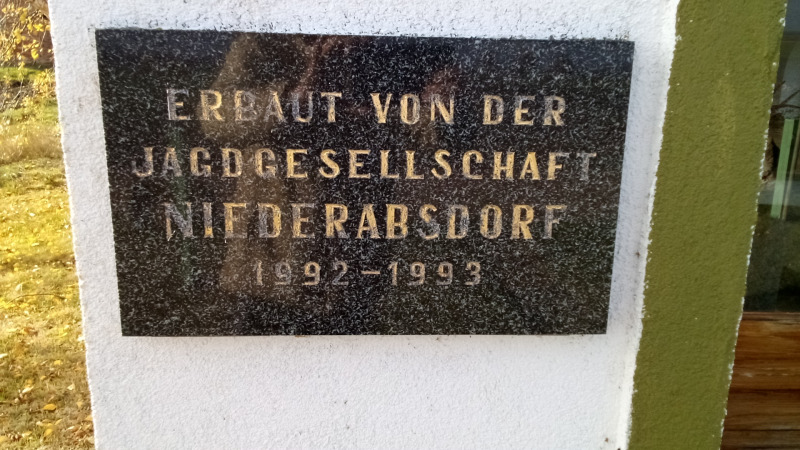 ERBAUT VON DER
JAGDGESELLSCHAFT
NIEDERABSDORF
1992-1993